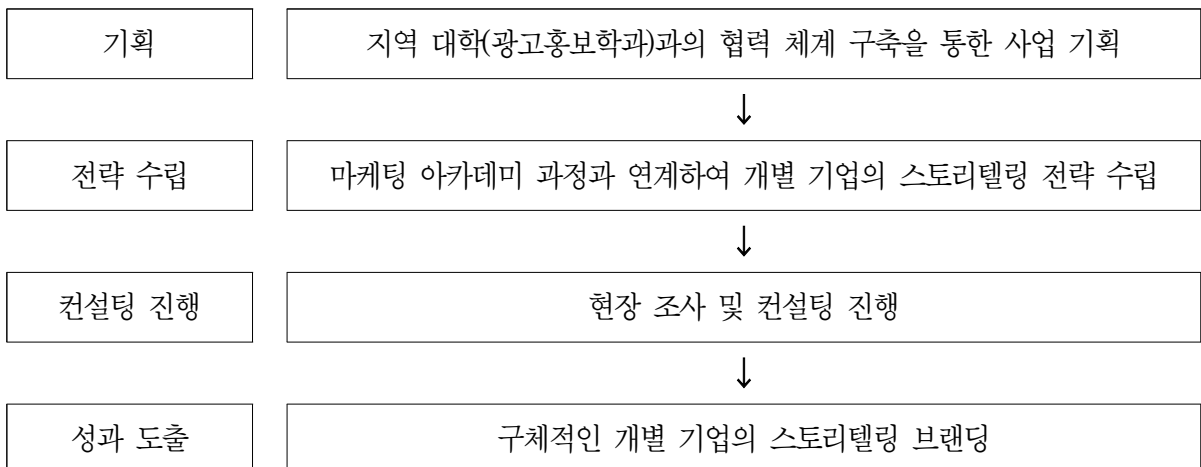 기획
지역 대학(광고홍보학과)과의 협력 체계 구축을 통한 사업 기획
↓
전략 수립
마케팅 아카데미 과정과 연계하여 개별 기업의 스토리텔링 전략 수립
↓
컨설팅 진행
현장 조사 및 컨설팅 진행
↓
성과 도출
구체적인 개별 기업의 스토리텔링 브랜딩